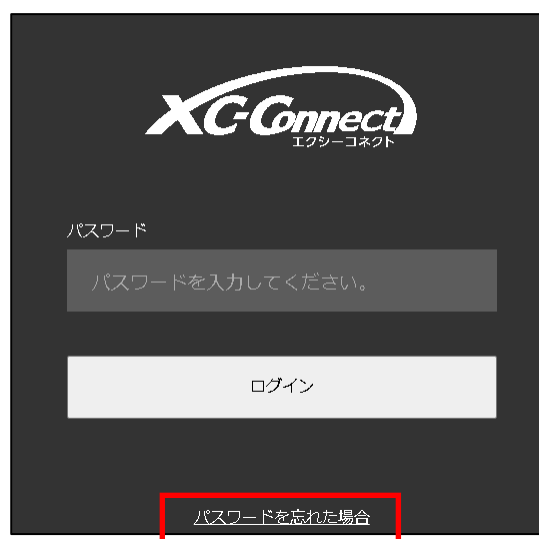 XC-Connect
エクシーコネクト
パスワード
パスワードを入力してください。
ログイン
パスワードを忘れた場合